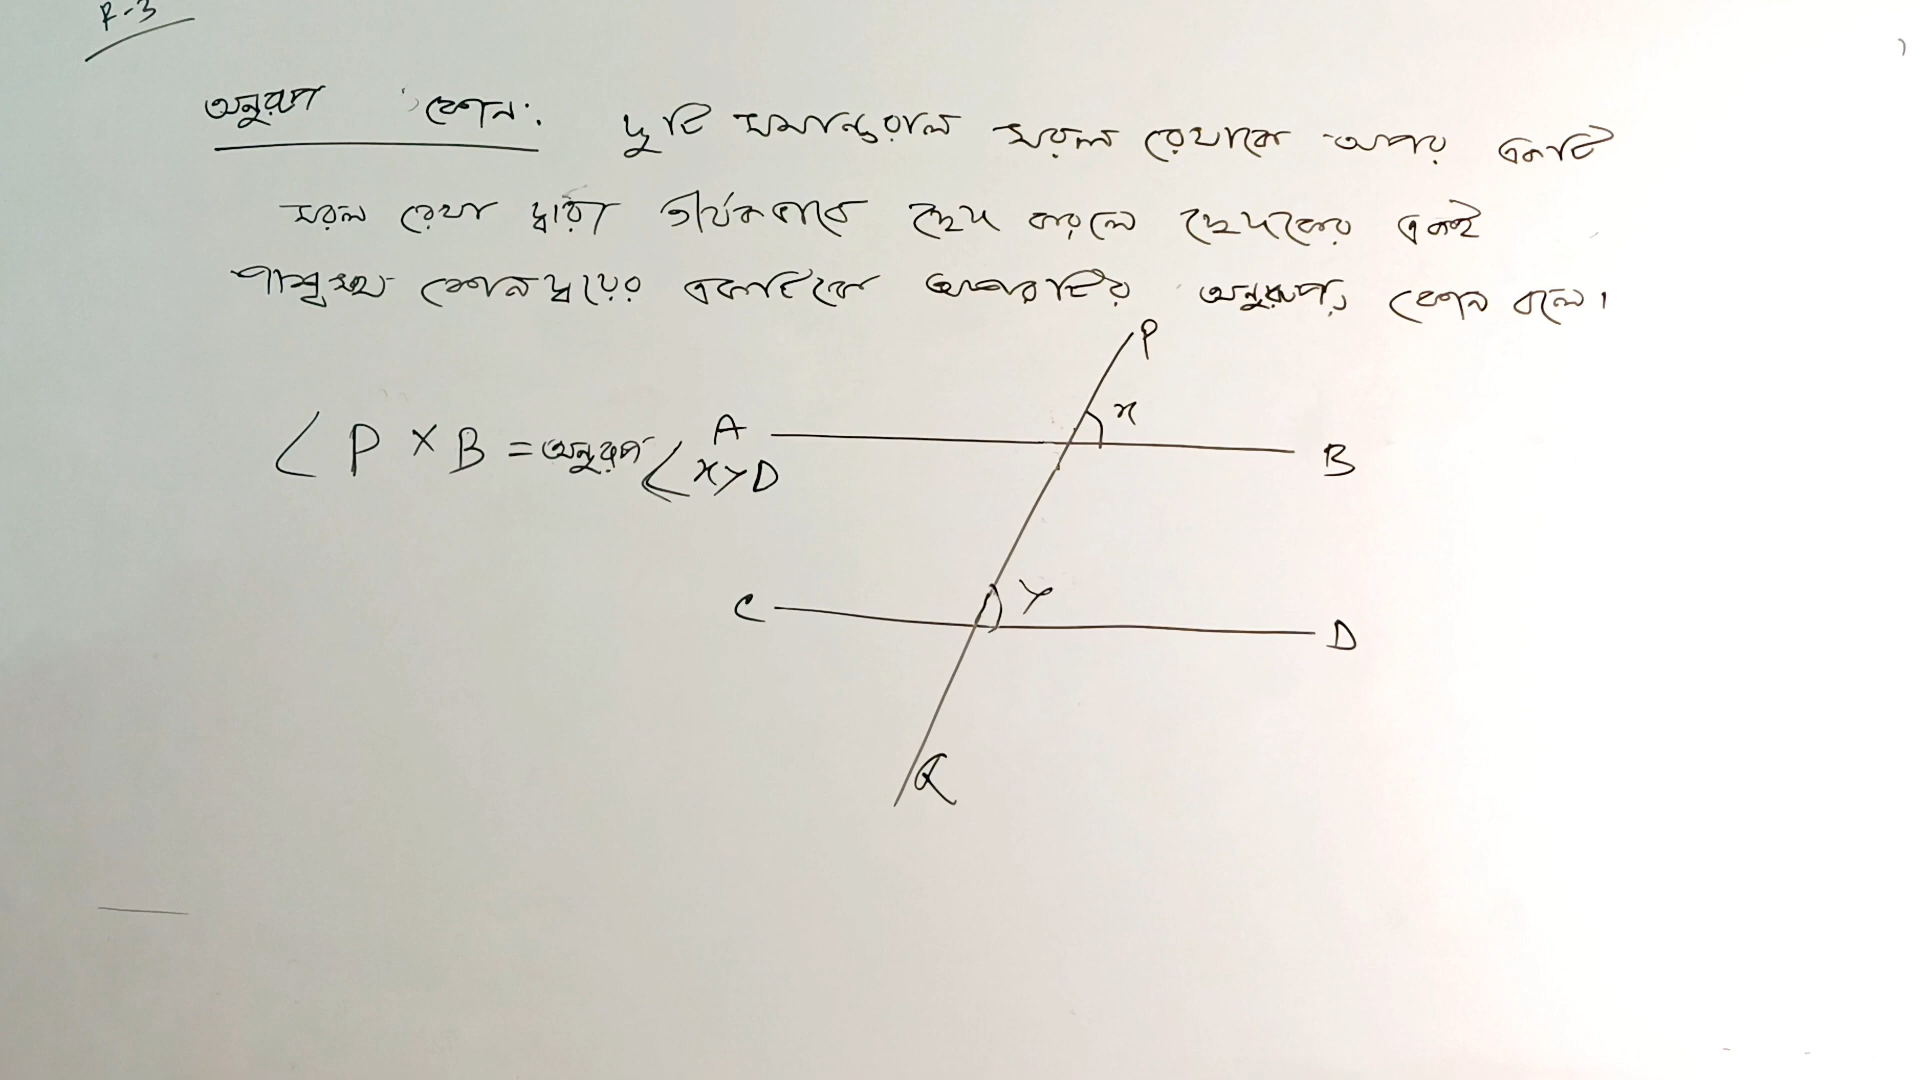 P-3
অনুরূপ কোন: দুটি সমান্তরাল সরল রেখাকে অপর একটি
সরল রেখা দ্বারা তীর্যকভাবে ছেদ করলে ছেদকের একই
পার্শ্বস্থ কোনদ্বয়ের একটিকে অপরটির অনুরূপ কোন বলে।
P
x
A
B
∠PXB = অনুরূপ ∠XYD
C
Y
D
Q